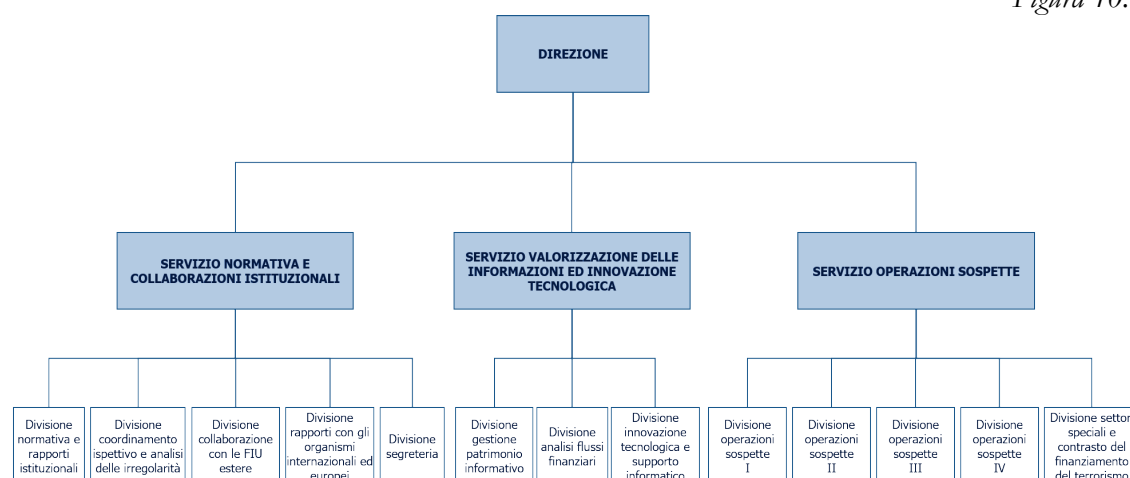 Figura 10.
DIREZIONE
SERVIZIO NORMATIVA E
COLLABORAZIONI ISTITUZIONALI
SERVIZIO VALORIZZAZIONE DELLE
INFORMAZIONI ED INNOVAZIONE
TECNOLOGICA
SERVIZIO OPERAZIONI SOSPETTE
Divisione
normativa e
rapporti
istituzionali
Divisione
coordinamento
ispettivo e analisi
delle irregolarità
Divisione
collaborazione
con le FIU
estere
Divisione
rapporti con gli
organismi
internazionali ed
europei
Divisione
segreteria
Divisione
gestione
patrimonio
informativo
Divisione
analisi flussi
finanziari
Divisione
innovazione
tecnologica e
supporto
informatico
Divisione
operazioni
sospette
I
Divisione
operazioni
sospette
II
Divisione
operazioni
sospette
III
Divisione
operazioni
sospette
IV
Divisione settori
speciali e
contrasto del
finanziamento
del terrorismo